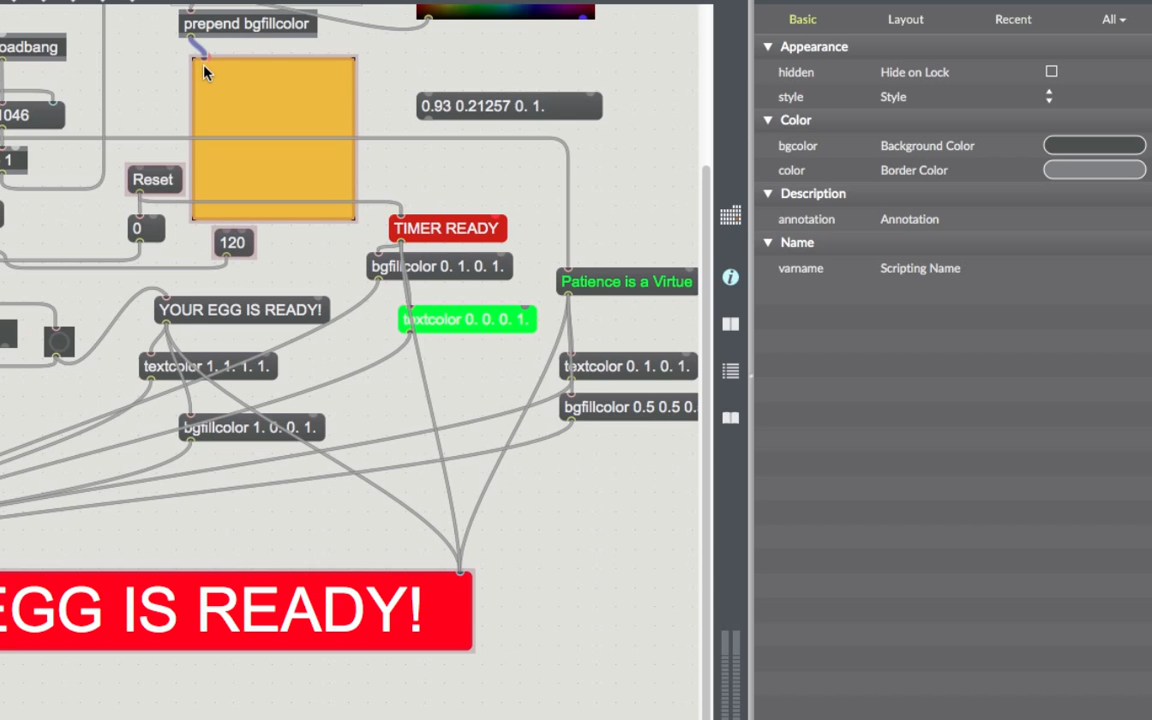 prepend bgfillcolor
oadbang
0.93 0.21257 0. 1.
1046
1
Reset
0
120
TIMER READY
bgfillcolor 0. 1. 0. 1.
Patience is a Virtue
YOUR EGG IS READY!
textcolor 0. 0. 0. 1.
textcolor 1. 1. 1. 1.
textcolor 0. 1. 0. 1.
bgfillcolor 0.5 0.5 0.
bgfillcolor 1. 0. 0. 1.
EGG IS READY!
Basic Layout Recent All
Appearance
hidden Hide on Lock
style Style
Color
bgcolor Background Color
color Border Color
Description
annotation Annotation
Name
varname Scripting Name
i